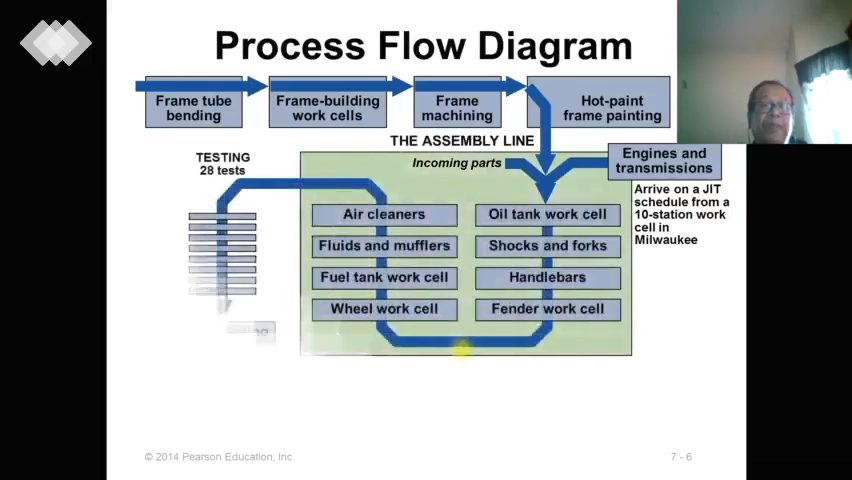 Process Flow Diagram
Frame tube
bending
Frame-building
work cells
Frame
machining
Hot-paint
frame painting
THE ASSEMBLY LINE
TESTING
28 tests
Incoming parts
Engines and
transmissions
Arrive on a JIT
schedule from a
10-station work
cell in
Milwaukee
Air cleaners
Fluids and mufflers
Fuel tank work cell
Wheel work cell
Oil tank work cell
Shocks and forks
Handlebars
Fender work cell
© 2014 Pearson Education, Inc.
7 - 6